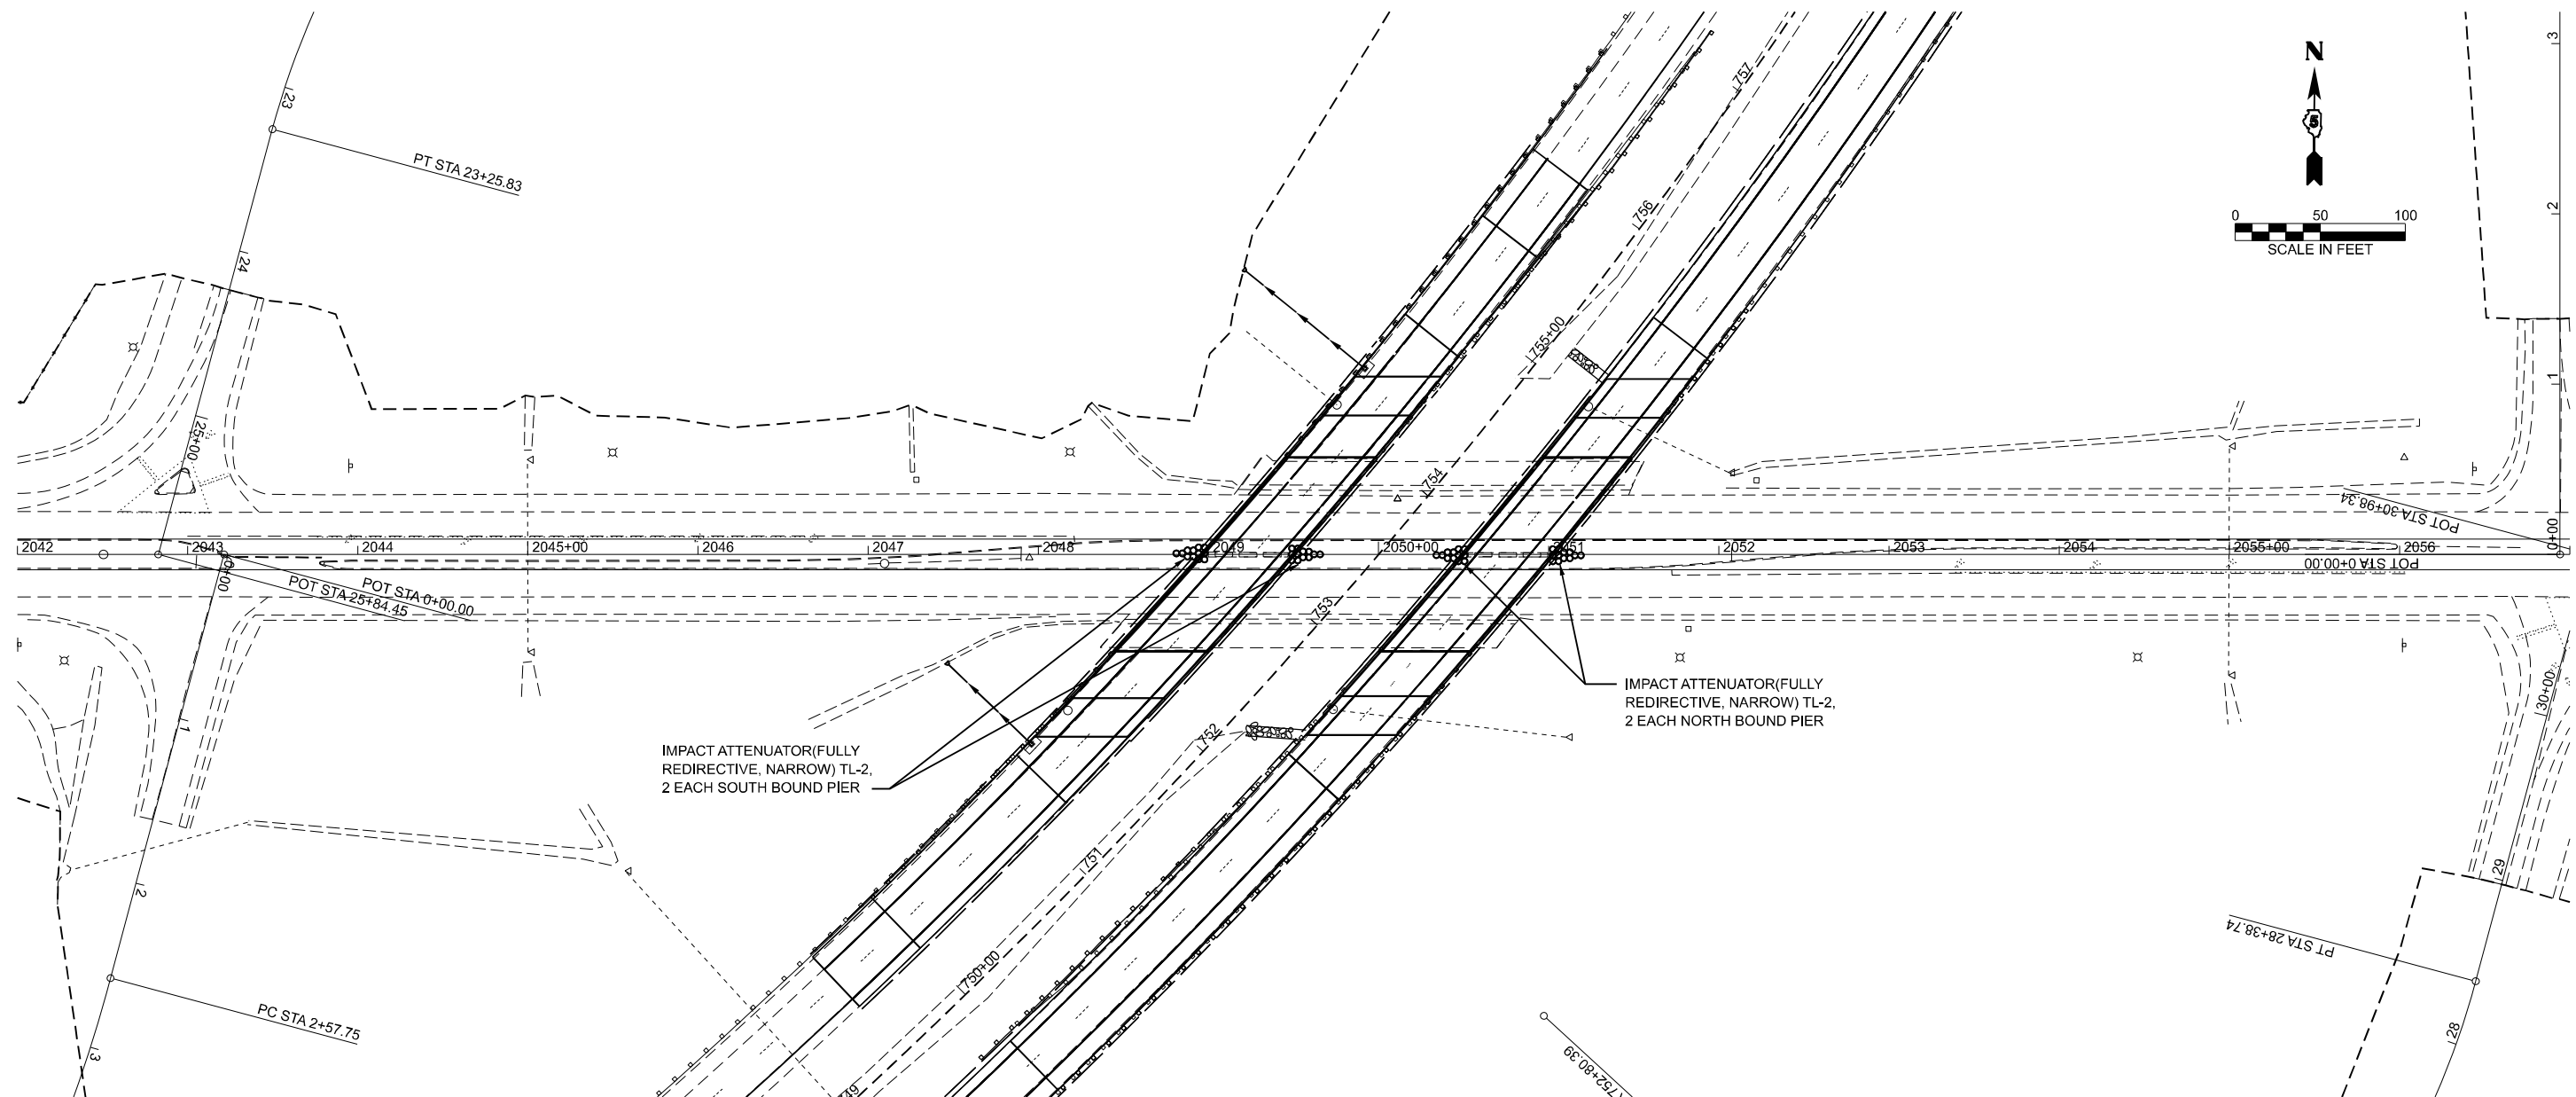 3
757
N
23
5
PT STA 23+25.83
756
2
0 50 100
SCALE IN FEET
24
755+00
1
25+00
754
POT STA 30+98.34
0+00
2042
2043
2044
2045+00
2046
2047
2048
2049
2050+00
2051
2052
2053
2054
2055+00
2056
POT STA 0+00.00
0+00
POT STA 0+00.00
POT STA 25+84.45
753
IMPACT ATTENUATOR(FULLY
REDIRECTIVE, NARROW) TL-2,
2 EACH NORTH BOUND PIER
30+00
1
752
IMPACT ATTENUATOR(FULLY
REDIRECTIVE, NARROW) TL-2,
2 EACH SOUTH BOUND PIER
751
29
2
PT STA 28+38.74
750+00
PC STA 2+57.75
28
3
752+80.39